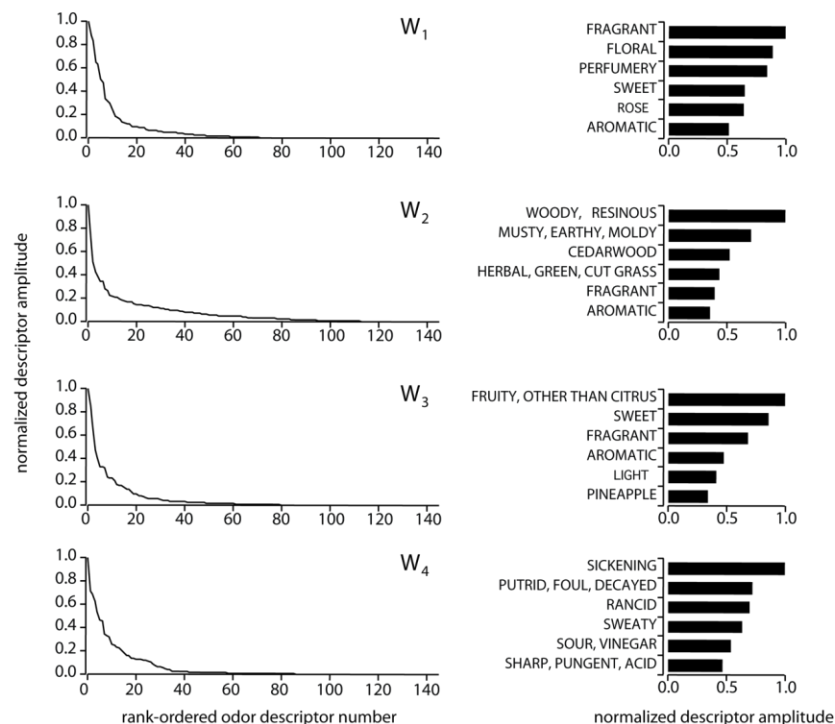 W1
1.0
0.8
0.6
0.4
0.2
0.0
0 20 40 60 80 100 120 140
FRAGRANT
FLORAL
PERFUMERY
SWEET
ROSE
AROMATIC
0.0 0.5 1.0
W2
1.0
0.8
0.6
0.4
0.2
0.0
0 20 40 60 80 100 120 140
WOODY, RESINOUS
MUSTY, EARTHY, MOLDY
CEDARWOOD
HERBAL, GREEN, CUT GRASS
FRAGRANT
AROMATIC
0.0 0.5 1.0
normalized descriptor amplitude
W3
1.0
0.8
0.6
0.4
0.2
0.0
0 20 40 60 80 100 120 140
FRUITY, OTHER THAN CITRUS
SWEET
FRAGRANT
AROMATIC
LIGHT
PINEAPPLE
0.0 0.5 1.0
W4
1.0
0.8
0.6
0.4
0.2
0.0
0 20 40 60 80 100 120 140
SICKENING
PUTRID, FOUL, DECAYED
RANCID
SWEATY
SOUR, VINEGAR
SHARP, PUNGENT, ACID
0.0 0.5 1.0
rank-ordered odor descriptor number
normalized descriptor amplitude